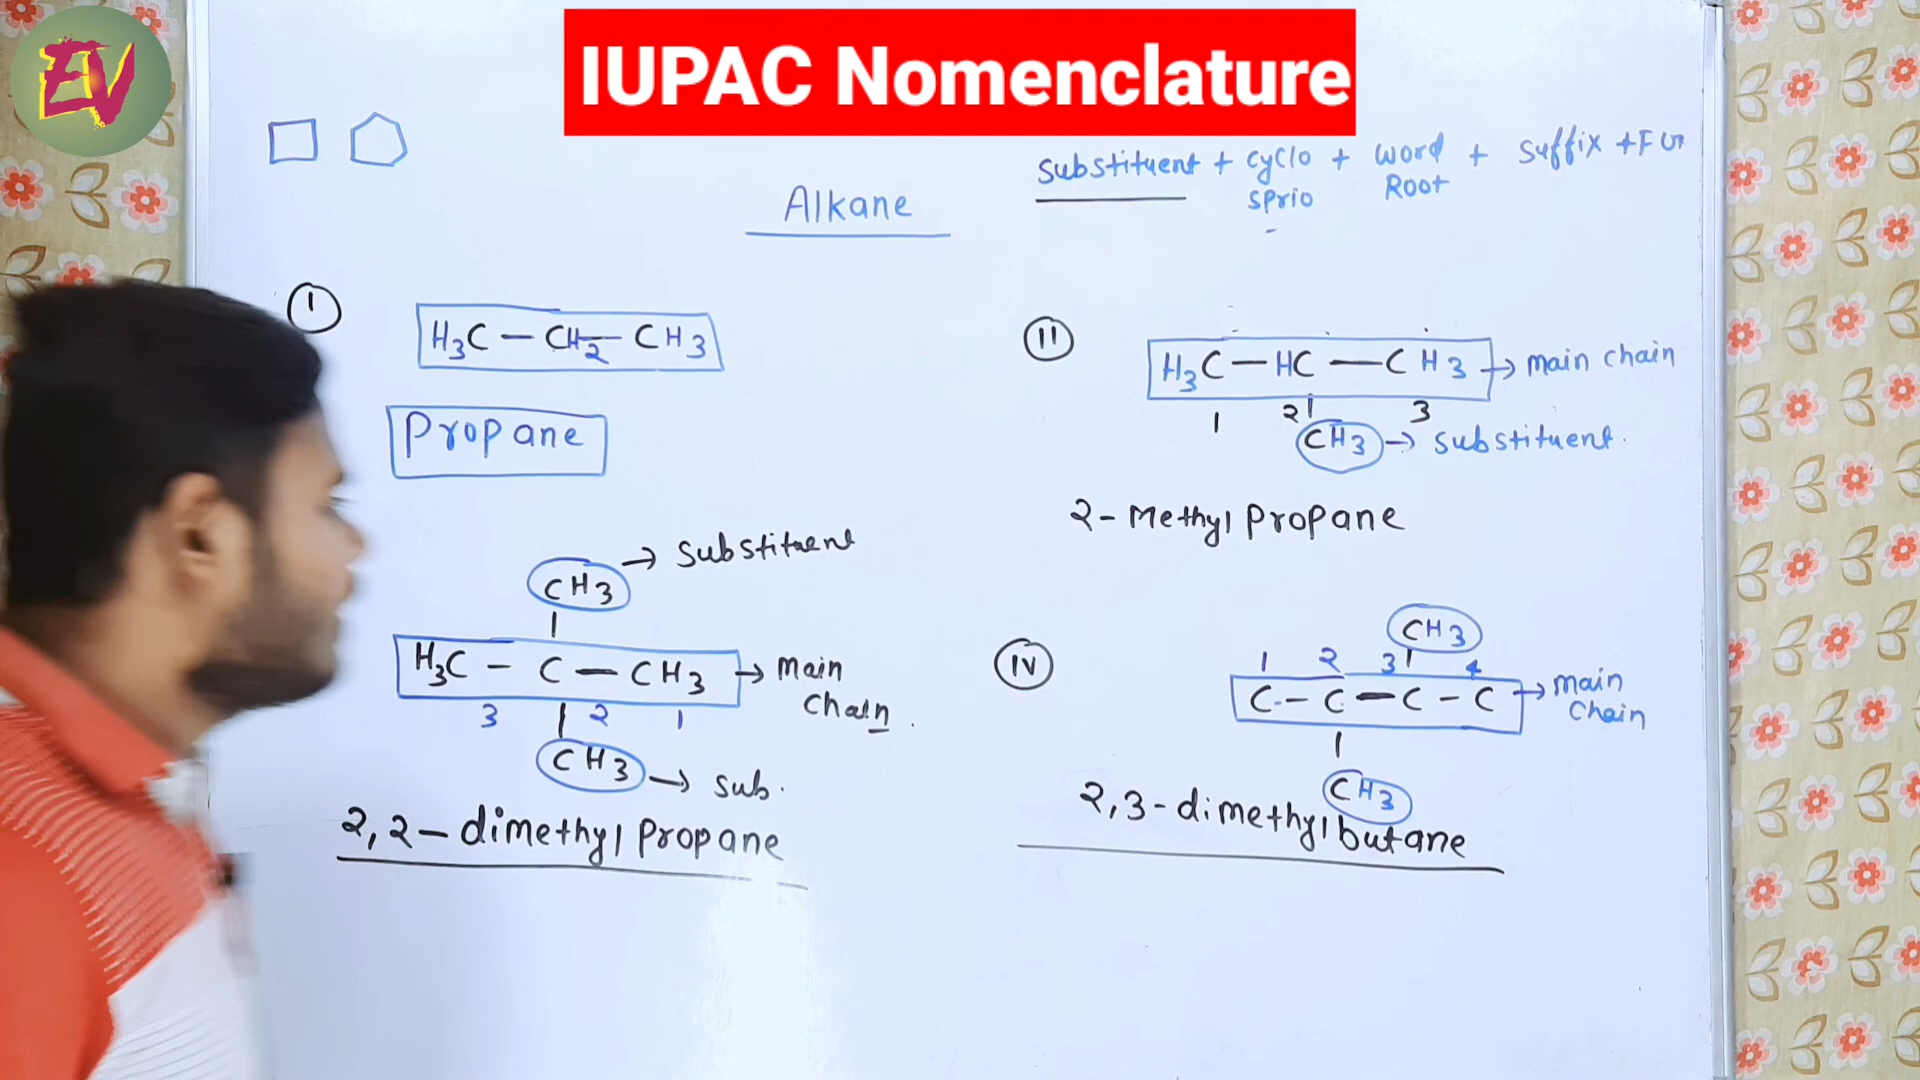 EV
IUPAC Nomenclature
Substituent + cyclo + word + Suffix + F G
sprio Root
Alkane
I
H3C - CH2 - CH3
Propane
II
H3C - HC - CH3 → main chain
1 2 3
CH3 → substituent.
2-Methyl Propane
CH3 → Substituent
H3C - C - CH3 → Main
Chain.
3 2 1
CH3 → sub.
2,2-dimethyl Propane
IV
CH3
1 2 3 4
C - C - C - C → main
Chain
CH3
2,3-dimethyl butane